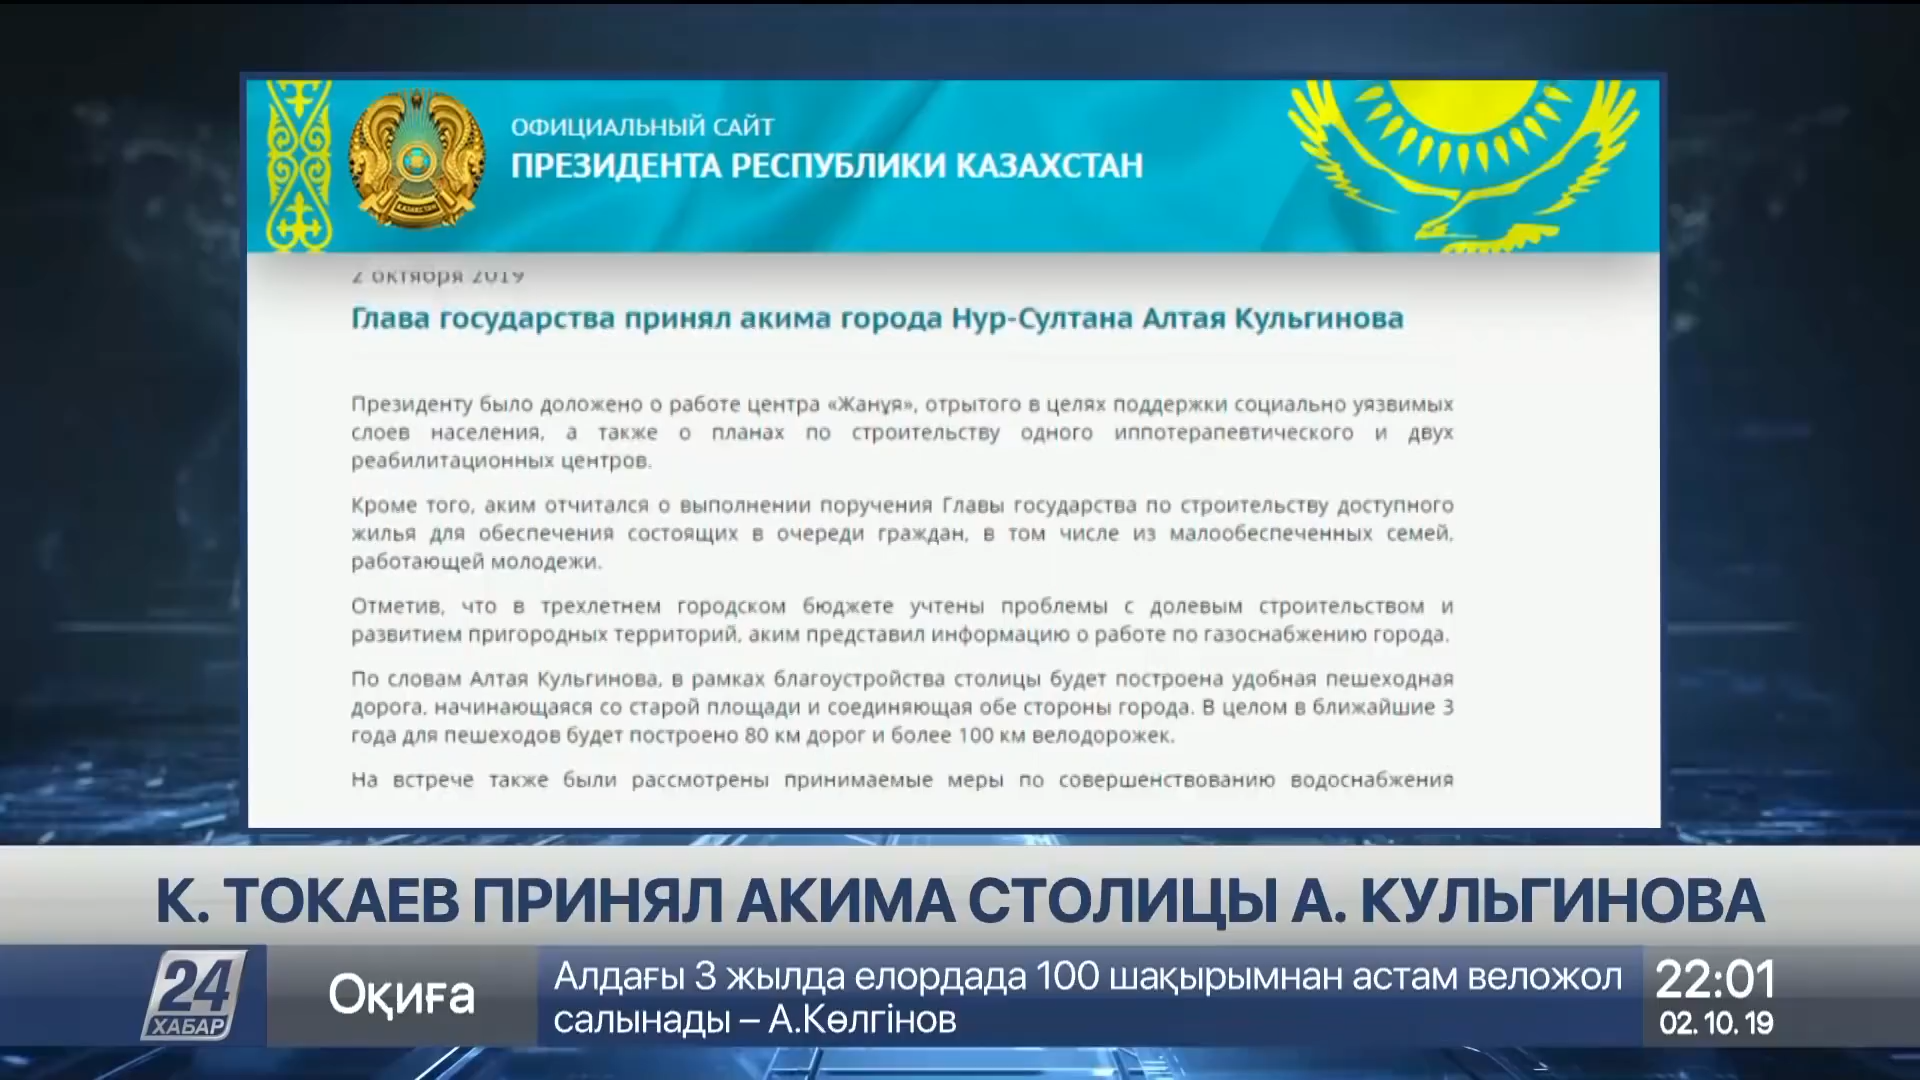 ОФИЦИАЛЬНЫЙ САЙТ
ПРЕЗИДЕНТА РЕСПУБЛИКИ КАЗАХСТАН
2 октября 2019
Глава государства принял акима города Нур-Султана Алтая Кульгинова
Президенту было доложено о работе центра «Жанұя», отрытого в целях поддержки социально уязвимых
слоев населения, а также о планах по строительству одного иппотерапевтического и двух
реабилитационных центров.
Кроме того, аким отчитался о выполнении поручения Главы государства по строительству доступного
жилья для обеспечения состоящих в очереди граждан, в том числе из малообеспеченных семей,
работающей молодежи.
Отметив, что в трехлетнем городском бюджете учтены проблемы с долевым строительством и
развитием пригородных территорий, аким представил информацию о работе по газоснабжению города.
По словам Алтая Кульгинова, в рамках благоустройства столицы будет построена удобная пешеходная
дорога, начинающаяся со старой площади и соединяющая обе стороны города. В целом в ближайшие 3
года для пешеходов будет построено 80 км дорог и более 100 км велодорожек.
На встрече также были рассмотрены принимаемые меры по совершенствованию водоснабжения
К. ТОКАЕВ ПРИНЯЛ АКИМА СТОЛИЦЫ А. КУЛЬГИНОВА
24
ХАБАР
Оқиға
Алдағы 3 жылда елордада 100 шақырымнан астам веложол
салынады – А.Көлгінов
22:01
02. 10. 19